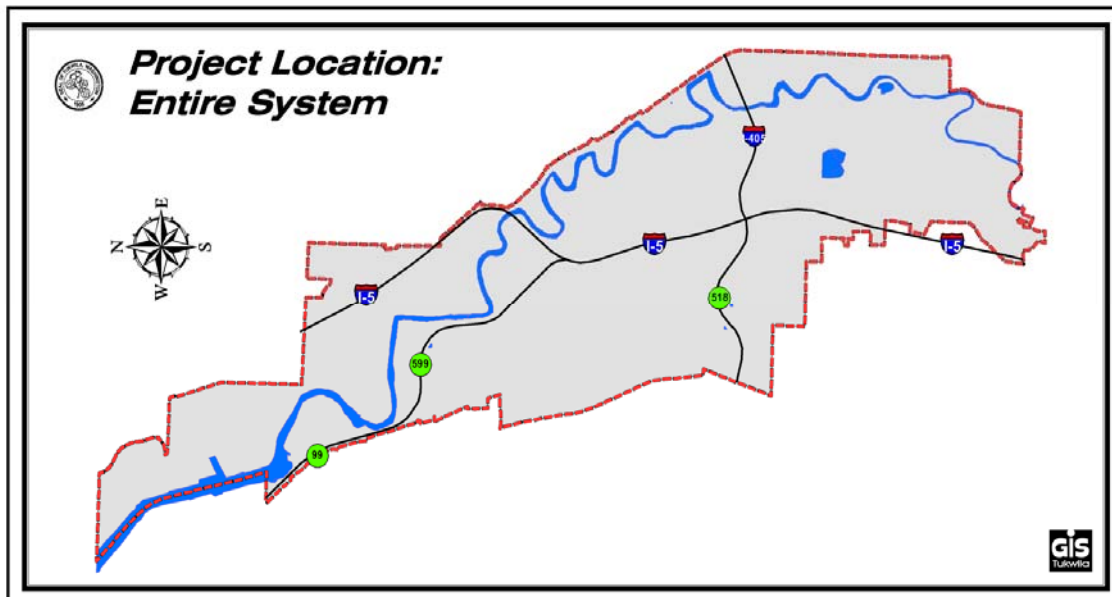 Project Location:
Entire System
E
N
S
W
I-405
I-5
I-5
I-5
518
599
99
GIS
Tukwila